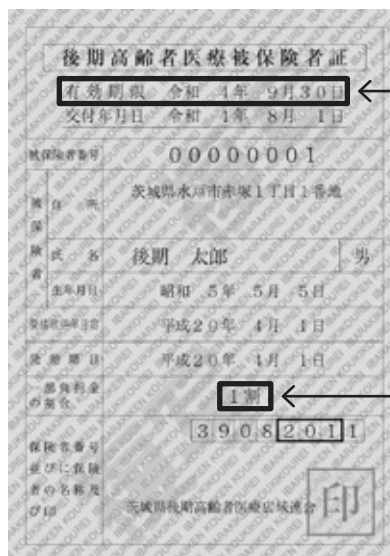 後期高齢者医療被保険者証
有効期限 令和 4年 9月30日
交付年月日 令和 4年 8月 1日
被保険者番号 00000001
被保険者
住所 茨城県水戸市赤塚1丁目1番地
氏名 後期 太郎 男
生年月日 昭和 5年 5月 5日
資格取得年月日 平成20年 4月 1日
発効期日 平成20年 4月 1日
一部負担金の割合 1割
保険者番号並びに保険者の名称及び印
39082011
茨城県後期高齢者医療広域連合 印